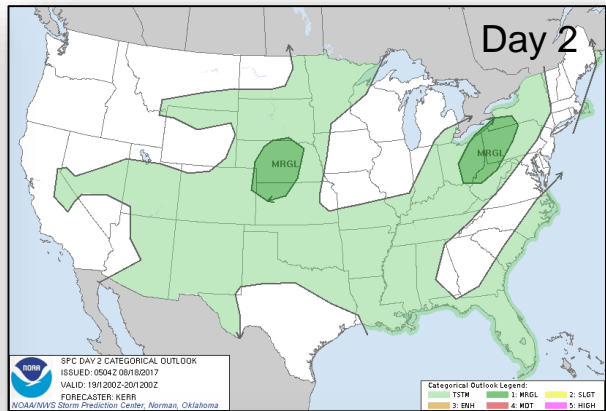 Day 2
MRGL
MRGL
NOAA
SPC DAY 2 CATEGORICAL OUTLOOK
ISSUED: 0504Z 08/18/2017
VALID: 19/1200Z-20/1200Z
FORECASTER: KERR
NOAA/NWS Storm Prediction Center, Norman, Oklahoma
Categorical Outlook Legend:
TSTM 1: MRGL 2: SLGT
3: ENH 4: MDT 5: HIGH